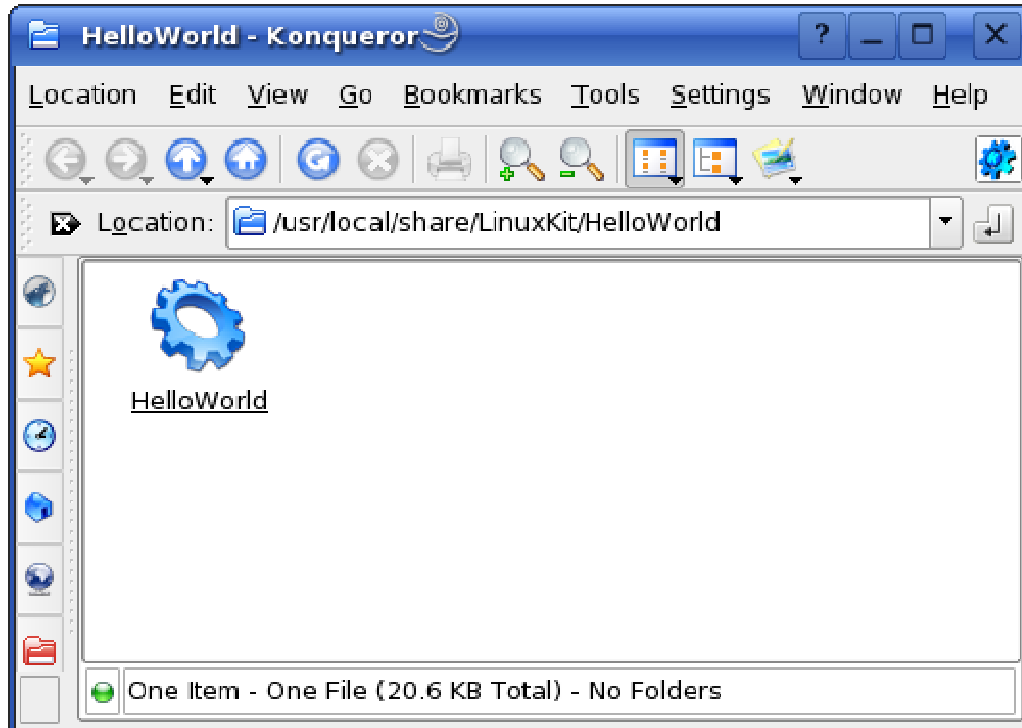 HelloWorld - Konqueror
Location Edit View Go Bookmarks Tools Settings Window Help
Location: /usr/local/share/LinuxKit/HelloWorld
HelloWorld
One Item - One File (20.6 KB Total) - No Folders